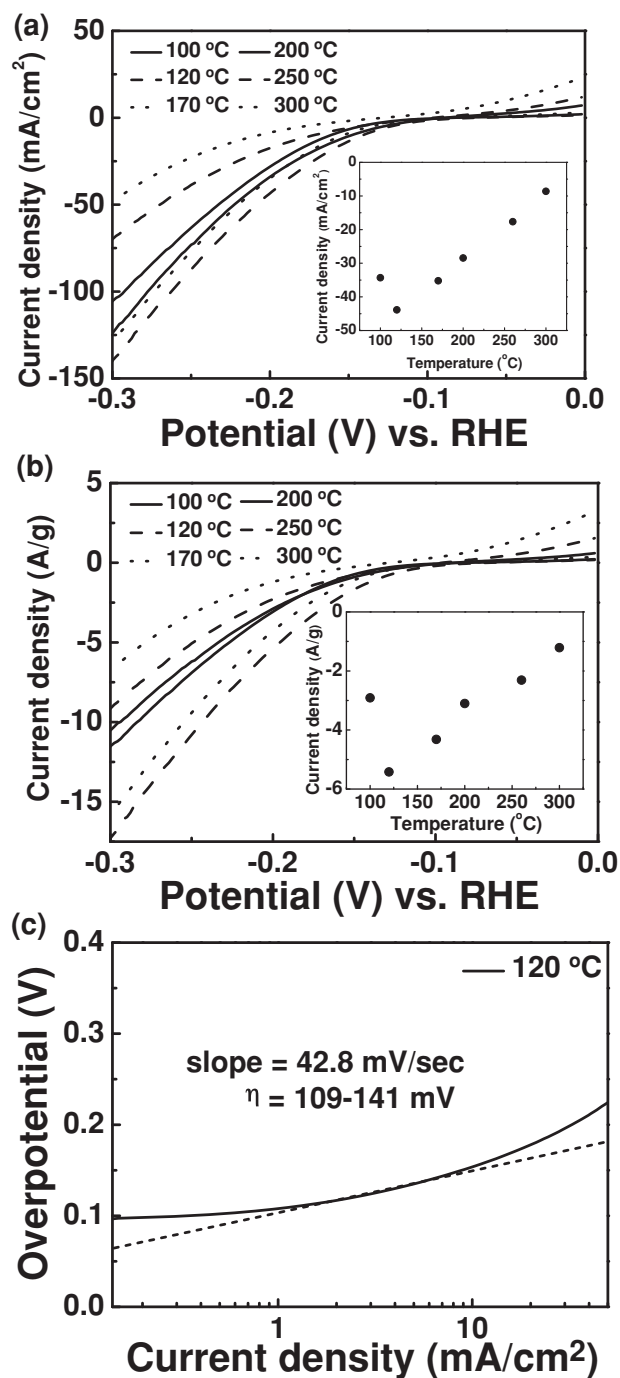 (a)
50
0
-50
-100
-150
Current density (mA/cm²)
100 ºC 200 ºC
120 ºC 250 ºC
170 ºC 300 ºC
0
-10
-20
-30
-40
-50
Current density (mA/cm²)
100 150 200 250 300
Temperature (ºC)
-0.3 -0.2 -0.1 0.0
Potential (V) vs. RHE
(b)
5
0
-5
-10
-15
Current density (A/g)
100 ºC 200 ºC
120 ºC 250 ºC
170 ºC 300 ºC
0
-2
-4
-6
Current density (A/g)
100 150 200 250 300
Temperature (ºC)
-0.3 -0.2 -0.1 0.0
Potential (V) vs. RHE
(c)
0.4
0.3
0.2
0.1
0.0
Overpotential (V)
120 ºC
slope = 42.8 mV/sec
η = 109-141 mV
1 10
Current density (mA/cm²)